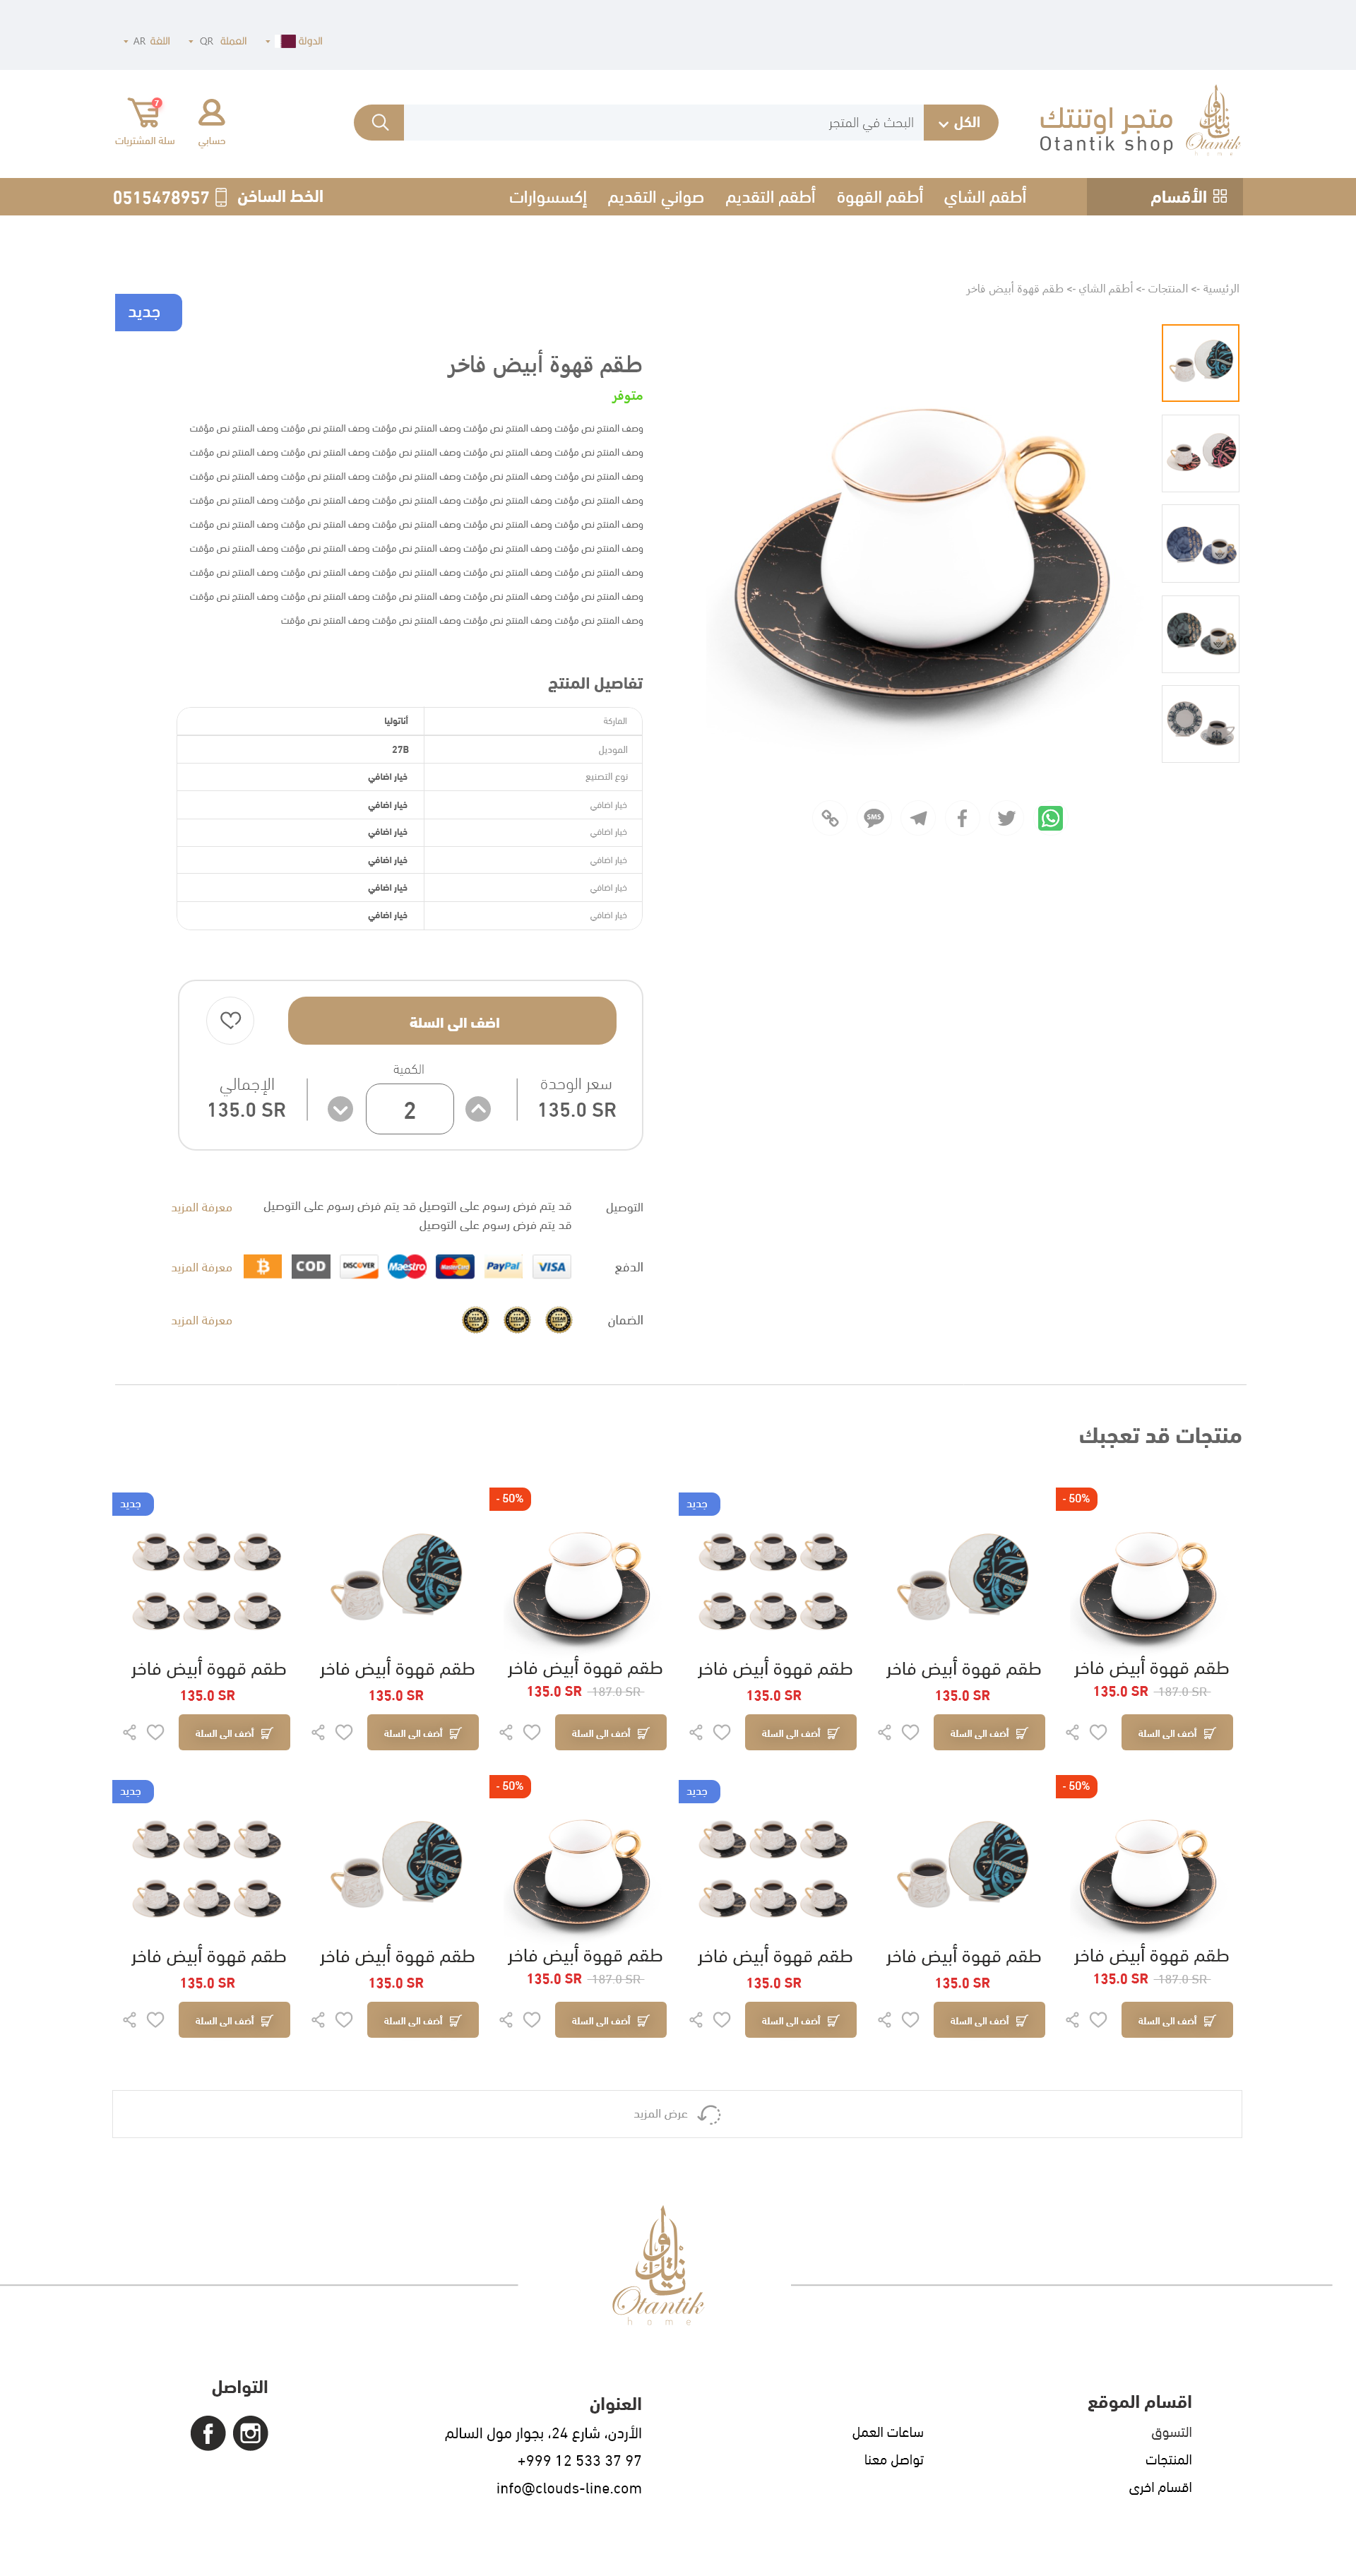 الدولة
العملة QR
اللغة AR
متجر اوتنتك
Otantik shop
Otantik
home
الكل
البحث في المتجر
حسابي
7
سلة المشتريات
الأقسام
أطقم الشاي
أطقم القهوة
أطقم التقديم
صواني التقديم
إكسسوارات
الخط الساخن 0515478957
الرئيسية -> المنتجات -> أطقم الشاي -> طقم قهوة أبيض فاخر
جديد
طقم قهوة أبيض فاخر
متوفر
وصف المنتج نص مؤقت وصف المنتج نص مؤقت وصف المنتج نص مؤقت وصف المنتج نص مؤقت وصف المنتج نص مؤقت
وصف المنتج نص مؤقت وصف المنتج نص مؤقت وصف المنتج نص مؤقت وصف المنتج نص مؤقت وصف المنتج نص مؤقت
وصف المنتج نص مؤقت وصف المنتج نص مؤقت وصف المنتج نص مؤقت وصف المنتج نص مؤقت وصف المنتج نص مؤقت
وصف المنتج نص مؤقت وصف المنتج نص مؤقت وصف المنتج نص مؤقت وصف المنتج نص مؤقت وصف المنتج نص مؤقت
وصف المنتج نص مؤقت وصف المنتج نص مؤقت وصف المنتج نص مؤقت وصف المنتج نص مؤقت وصف المنتج نص مؤقت
وصف المنتج نص مؤقت وصف المنتج نص مؤقت وصف المنتج نص مؤقت وصف المنتج نص مؤقت وصف المنتج نص مؤقت
وصف المنتج نص مؤقت وصف المنتج نص مؤقت وصف المنتج نص مؤقت وصف المنتج نص مؤقت وصف المنتج نص مؤقت
وصف المنتج نص مؤقت وصف المنتج نص مؤقت وصف المنتج نص مؤقت وصف المنتج نص مؤقت وصف المنتج نص مؤقت
وصف المنتج نص مؤقت وصف المنتج نص مؤقت وصف المنتج نص مؤقت وصف المنتج نص مؤقت
SMS
تفاصيل المنتج
الماركة أناتوليا
الموديل 27B
نوع التصنيع خيار اضافي
خيار اضافي خيار اضافي
خيار اضافي خيار اضافي
خيار اضافي خيار اضافي
خيار اضافي خيار اضافي
خيار اضافي خيار اضافي
اضف الى السلة
سعر الوحدة
135.0 SR
الكمية
2
الإجمالي
135.0 SR
التوصيل
قد يتم فرض رسوم على التوصيل قد يتم فرض رسوم على التوصيل
قد يتم فرض رسوم على التوصيل
معرفة المزيد
الدفع
VISA
PayPal
MasterCard
Maestro
DISCOVER
COD
معرفة المزيد
الضمان
معرفة المزيد
منتجات قد تعجبك
- 50%
جديد
- 50%
جديد
طقم قهوة أبيض فاخر
187.0 SR 135.0 SR
أضف الى السلة
طقم قهوة أبيض فاخر
135.0 SR
أضف الى السلة
طقم قهوة أبيض فاخر
135.0 SR
أضف الى السلة
طقم قهوة أبيض فاخر
187.0 SR 135.0 SR
أضف الى السلة
طقم قهوة أبيض فاخر
135.0 SR
أضف الى السلة
طقم قهوة أبيض فاخر
135.0 SR
أضف الى السلة
- 50%
جديد
- 50%
جديد
طقم قهوة أبيض فاخر
187.0 SR 135.0 SR
أضف الى السلة
طقم قهوة أبيض فاخر
135.0 SR
أضف الى السلة
طقم قهوة أبيض فاخر
135.0 SR
أضف الى السلة
طقم قهوة أبيض فاخر
187.0 SR 135.0 SR
أضف الى السلة
طقم قهوة أبيض فاخر
135.0 SR
أضف الى السلة
طقم قهوة أبيض فاخر
135.0 SR
أضف الى السلة
عرض المزيد
Otantik
home
اقسام الموقع
التسوق
المنتجات
اقسام اخرى
ساعات العمل
تواصل معنا
العنوان
الأردن، شارع 24، بجوار مول السالم
+999 12 533 37 97
info@clouds-line.com
التواصل